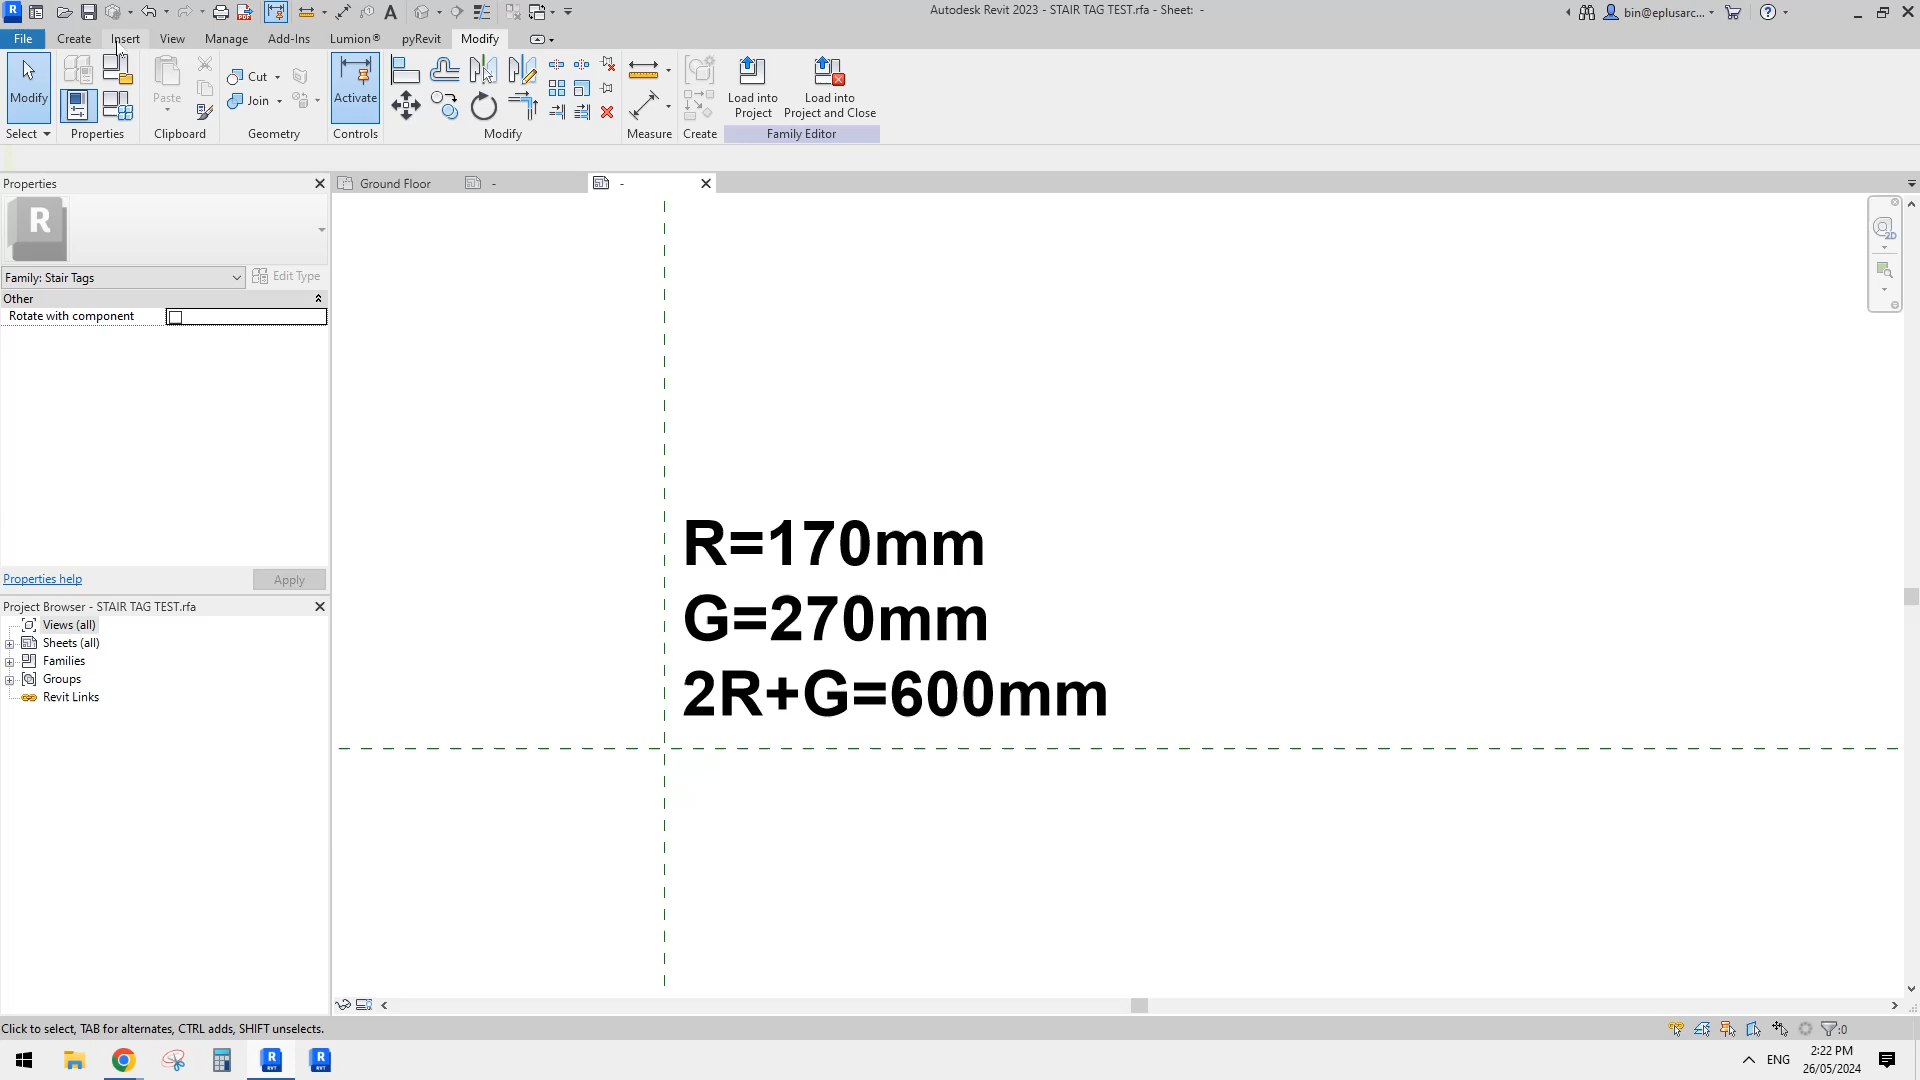 Autodesk Revit 2023 - STAIR TAG TEST.rfa - Sheet: -
bin@eplusarc...
File Create Insert View Manage Add-Ins Lumion® pyRevit Modify
Modify
Paste
Cut
Join
Activate
Load into
Project
Load into
Project and Close
Select Properties Clipboard Geometry Controls Modify Measure Create Family Editor
Properties
Ground Floor
-
-
R
Family: Stair Tags
Edit Type
Other
Rotate with component
Properties help
Apply
Project Browser - STAIR TAG TEST.rfa
Views (all)
Sheets (all)
Families
Groups
Revit Links
R=170mm
G=270mm
2R+G=600mm
2D
Click to select, TAB for alternates, CTRL adds, SHIFT unselects.
:0
R
RVT
R
RVT
ENG
2:22 PM
26/05/2024